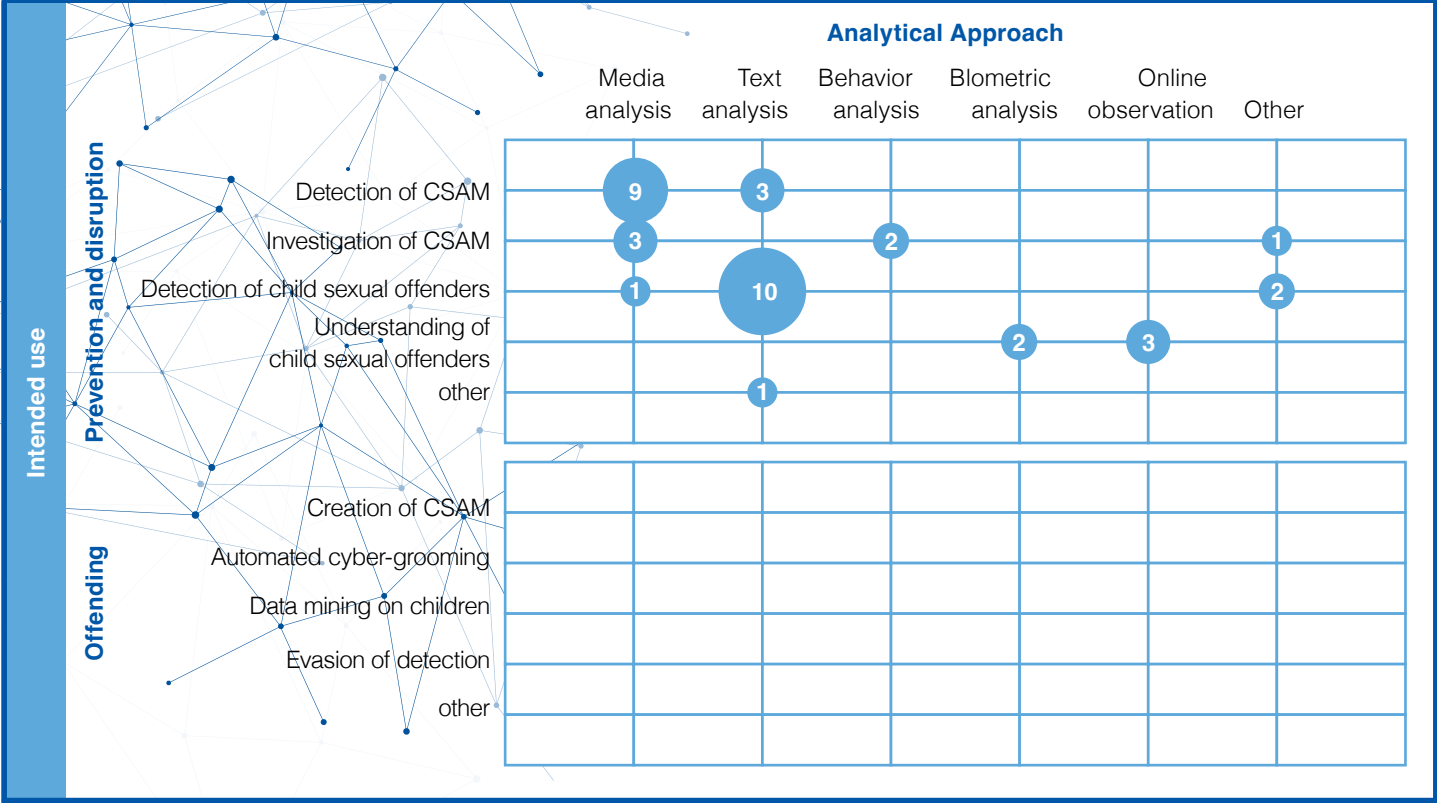 Analytical Approach
Media analysis
Text analysis
Behavior analysis
Blometric analysis
Online observation
Other
Intended use
Prevention and disruption
Detection of CSAM
9
3
Investigation of CSAM
3
2
1
Detection of child sexual offenders
1
10
2
Understanding of
child sexual offenders
2
3
other
1
Offending
Creation of CSAM
Automated cyber-grooming
Data mining on children
Evasion of detection
other